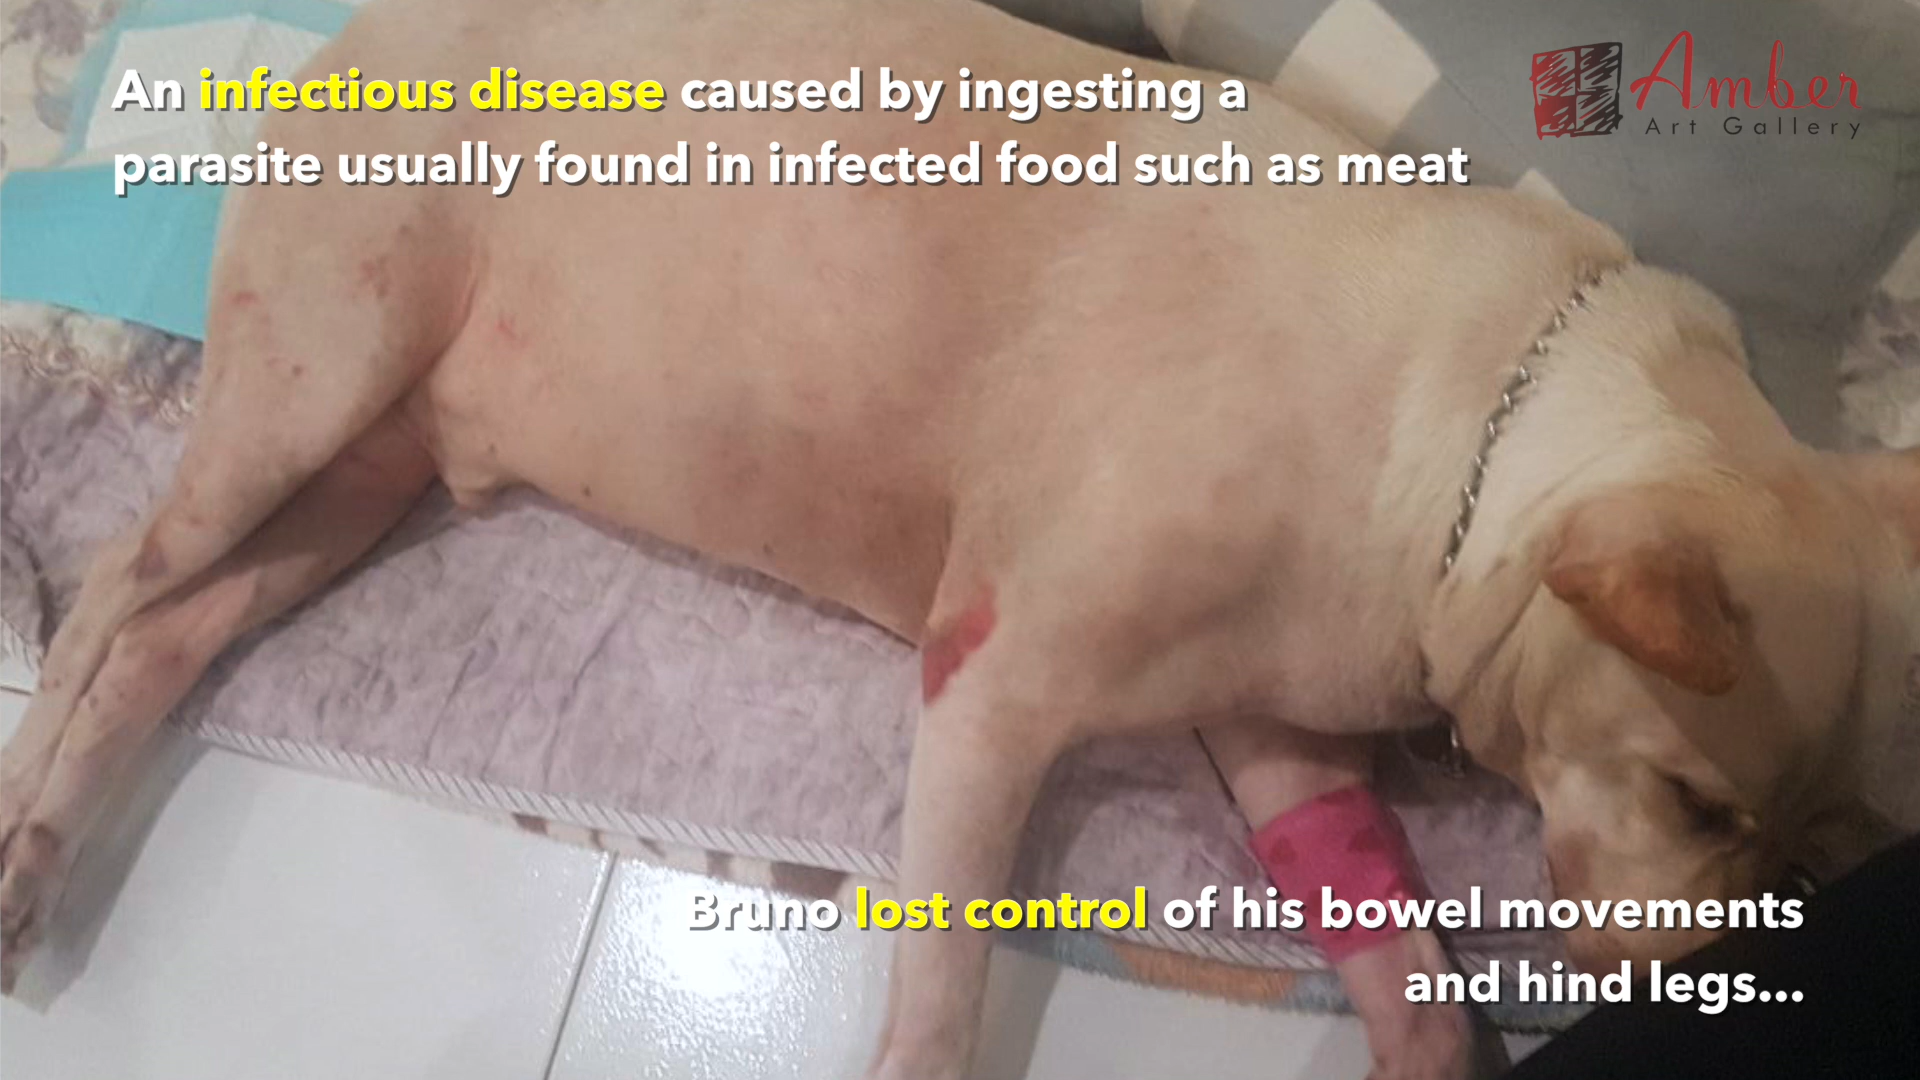 Amber
Art Gallery
An infectious disease caused by ingesting a
parasite usually found in infected food such as meat
Bruno lost control of his bowel movements
and hind legs...